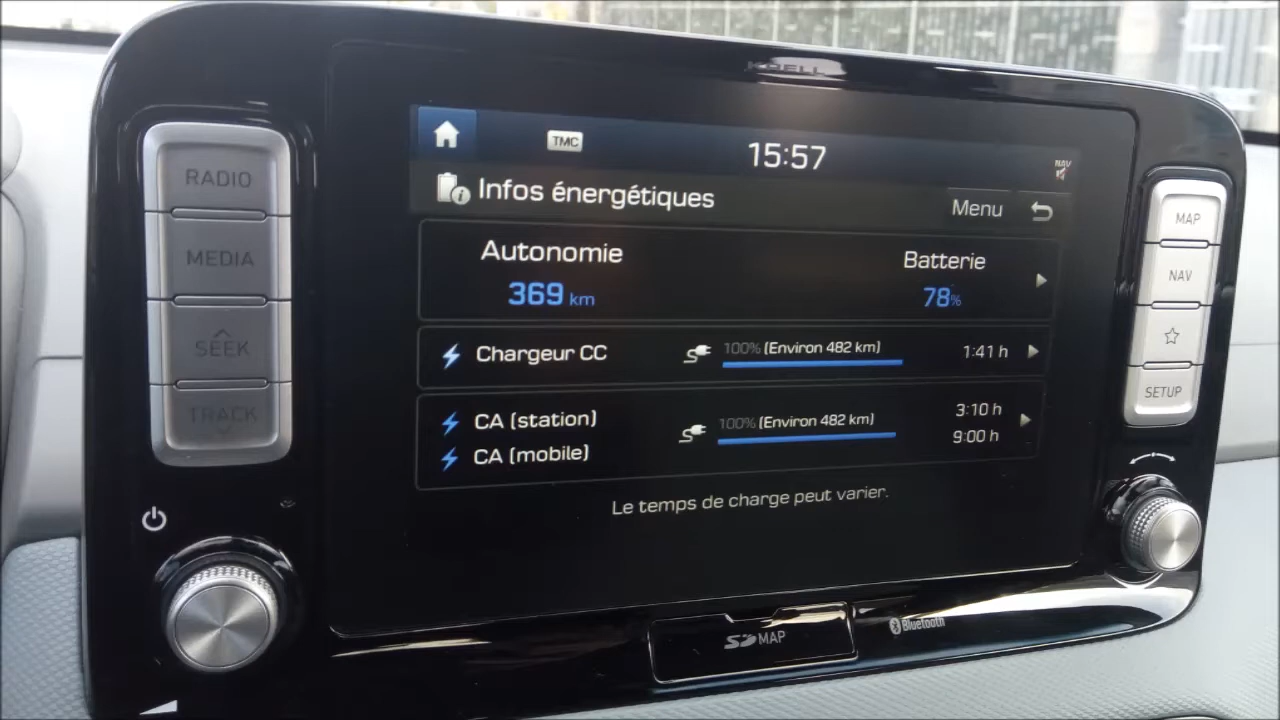 KRELL
RADIO
MEDIA
SEEK
TRACK
TMC
15:57
NAV
Infos énergétiques
Menu
Autonomie
Batterie
369 km
78%
Chargeur CC
100% (Environ 482 km)
1:41 h
CA (station)
CA (mobile)
100% (Environ 482 km)
3:10 h
9:00 h
Le temps de charge peut varier.
MAP
NAV
SETUP
SD MAP
Bluetooth